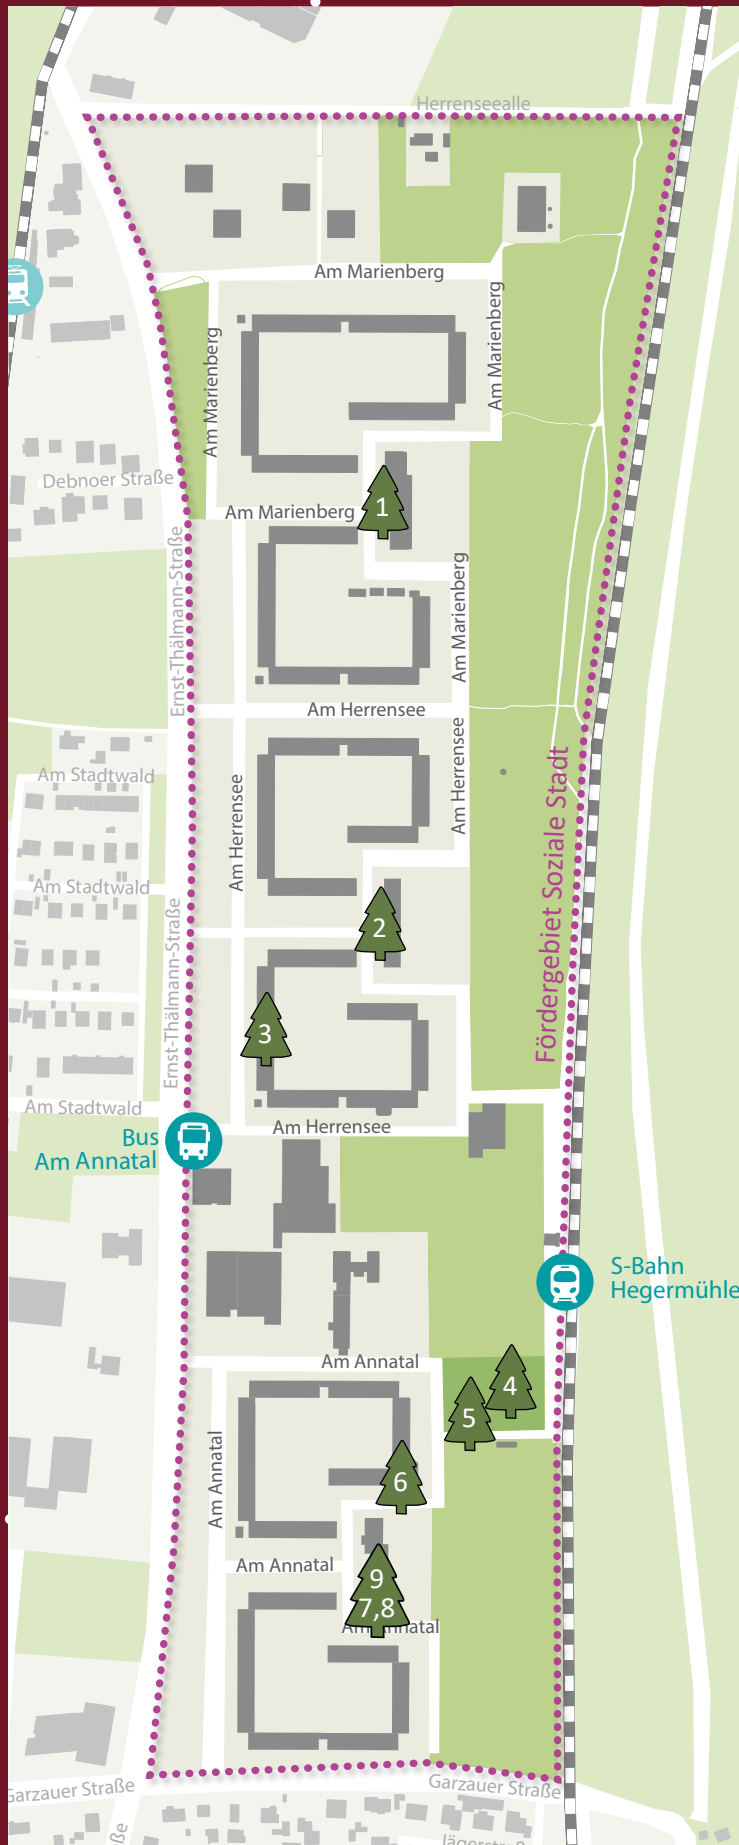 Herrenseealle
Am Marienberg
Am Marienberg
Am Marienberg
Debnoer Straße
1
Am Marienberg
Ernst-Thälmann-Straße
Am Marienberg
Am Herrensee
Am Herrensee
Am Stadtwald
Am Herrensee
Fördergebiet Soziale Stadt
Am Stadtwald
Ernst-Thälmann-Straße
2
3
Am Stadtwald
Am Herrensee
Bus
Am Annatal
S-Bahn
Hegermühle
Am Annatal
4
5
Am Annatal
6
Am Annatal
9
7,8
Am Annatal
Garzauer Straße
Garzauer Straße